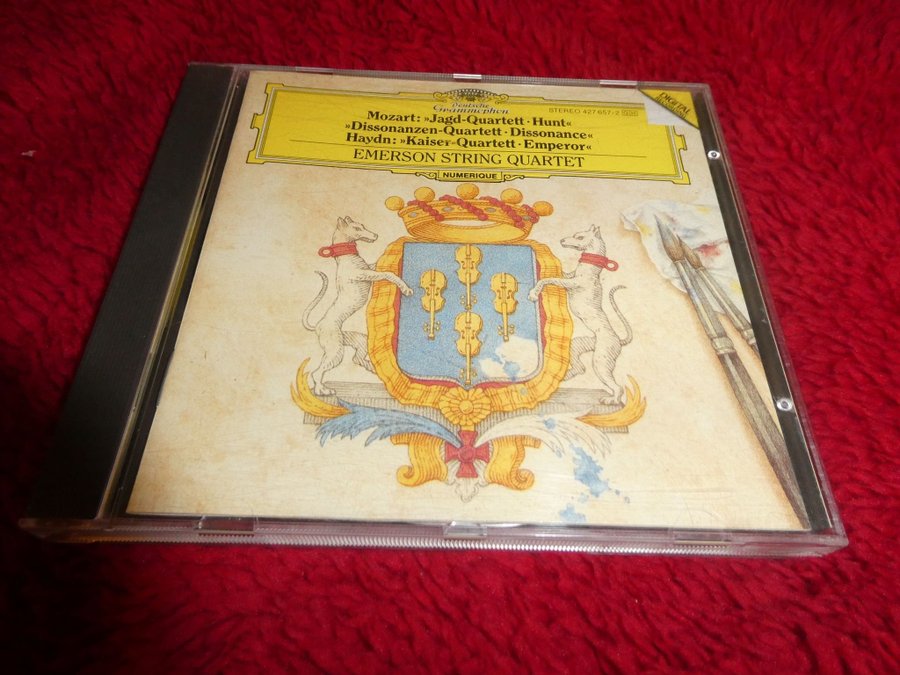 Deutsche
Grammophon
STEREO 427 657-2 GH
Mozart: »Jagd-Quartett · Hunt«
»Dissonanzen-Quartett · Dissonance«
Haydn: »Kaiser-Quartett · Emperor«
EMERSON STRING QUARTET
NUMERIQUE
DIGITAL